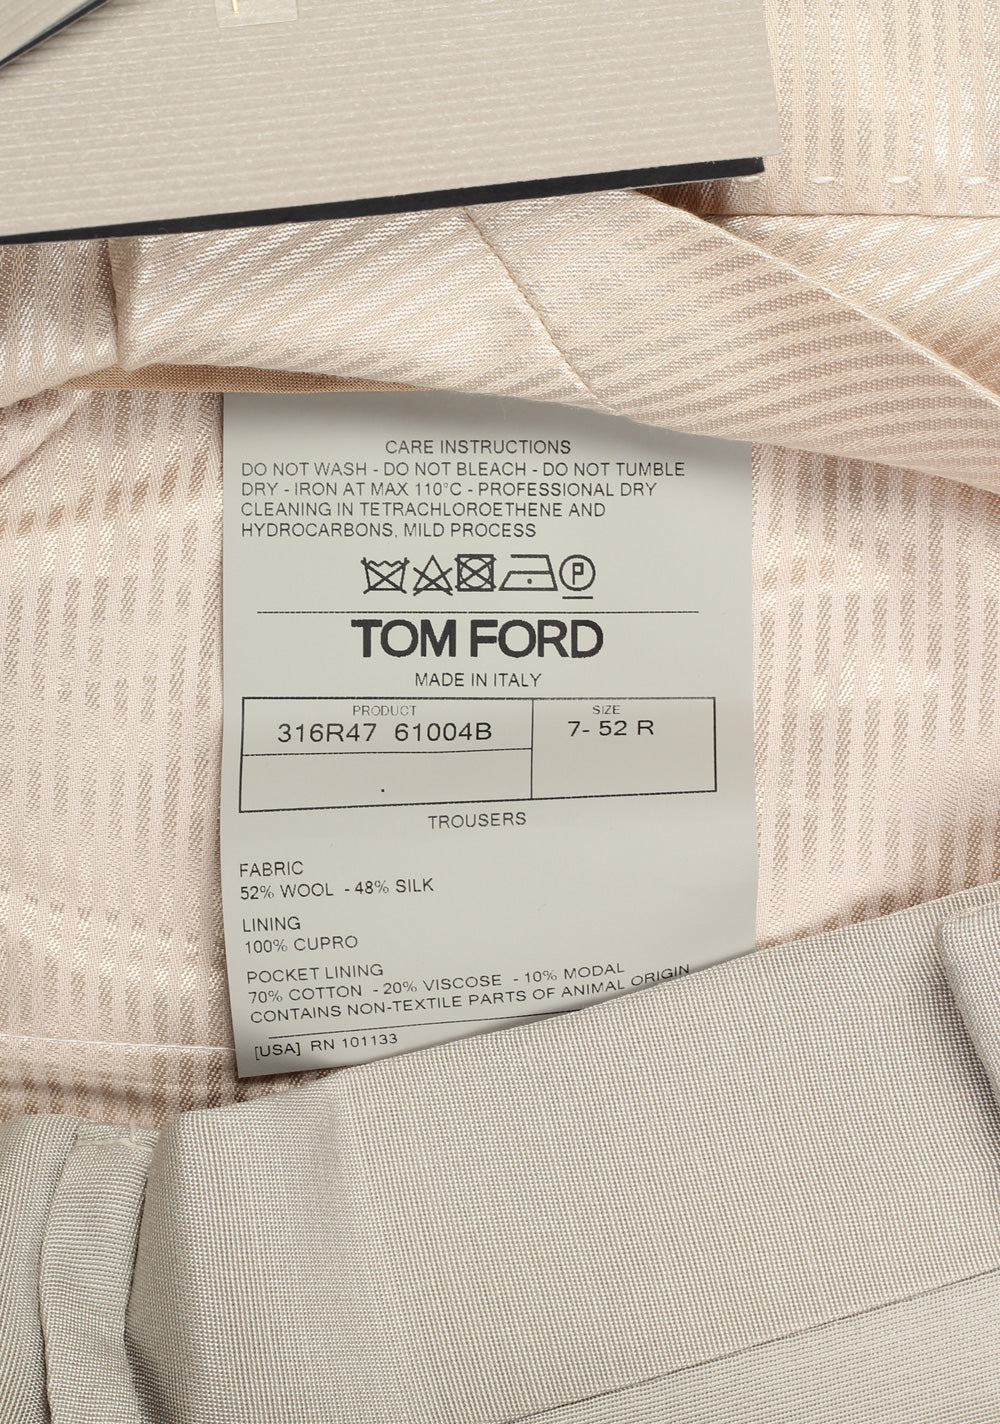 CARE INSTRUCTIONS
DO NOT WASH - DO NOT BLEACH - DO NOT TUMBLE
DRY - IRON AT MAX 110°C - PROFESSIONAL DRY
CLEANING IN TETRACHLOROETHENE AND
HYDROCARBONS, MILD PROCESS
P
TOM FORD
MADE IN ITALY
PRODUCT SIZE
316R47 61004B 7- 52 R
TROUSERS
FABRIC
52% WOOL - 48% SILK
LINING
100% CUPRO
POCKET LINING
70% COTTON - 20% VISCOSE - 10% MODAL
CONTAINS NON-TEXTILE PARTS OF ANIMAL ORIGIN
[USA] RN 101133